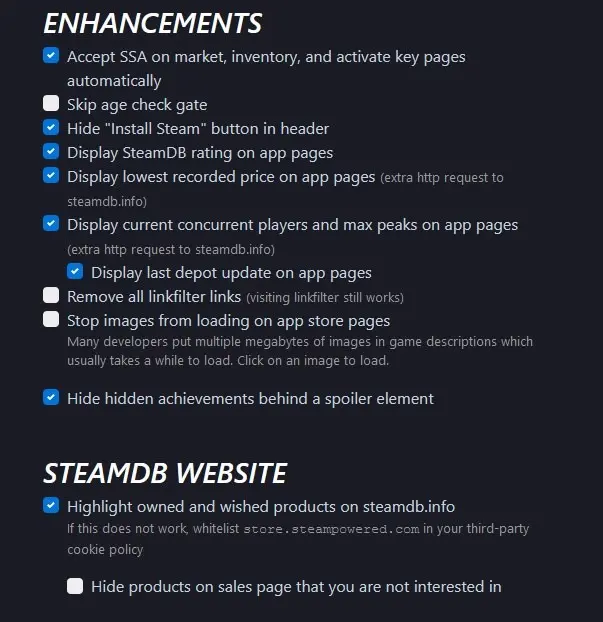 ENHANCEMENTS
Accept SSA on market, inventory, and activate key pages
automatically
Skip age check gate
Hide "Install Steam" button in header
Display SteamDB rating on app pages
Display lowest recorded price on app pages (extra http request to
steamdb.info)
Display current concurrent players and max peaks on app pages
(extra http request to steamdb.info)
Display last depot update on app pages
Remove all linkfilter links (visiting linkfilter still works)
Stop images from loading on app store pages
Many developers put multiple megabytes of images in game descriptions which
usually takes a while to load. Click on an image to load.
Hide hidden achievements behind a spoiler element
STEAMDB WEBSITE
Highlight owned and wished products on steamdb.info
If this does not work, whitelist store.steampowered.com in your third-party
cookie policy
Hide products on sales page that you are not interested in